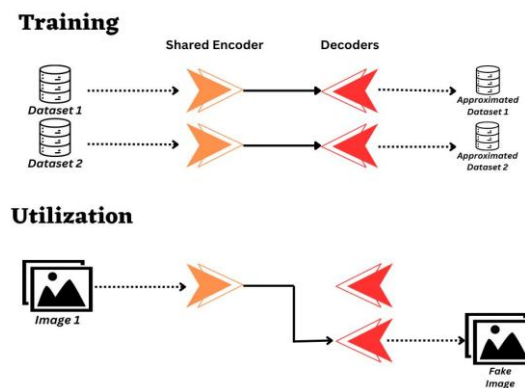 Training
Shared Encoder
Decoders
Dataset 1
Approximated
Dataset 1
Dataset 2
Approximated
Dataset 2
Utilization
Image 1
Fake
Image